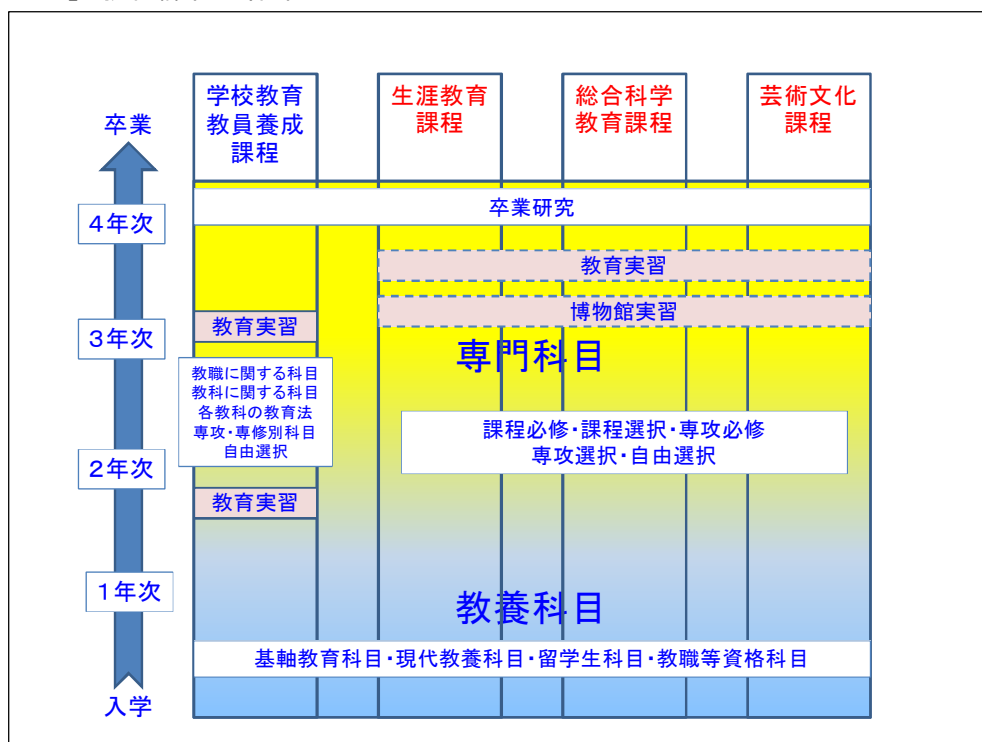 学校教育
教員養成
課程
生涯教育
課程
総合科学
教育課程
芸術文化
課程
卒業
卒業研究
4年次
教育実習
博物館実習
教育実習
3年次
専門科目
教職に関する科目
教科に関する科目
各教科の教育法
専攻・専修別科目
自由選択
課程必修・課程選択・専攻必修
専攻選択・自由選択
2年次
教育実習
1年次
教養科目
基軸教育科目・現代教養科目・留学生科目・教職等資格科目
入学